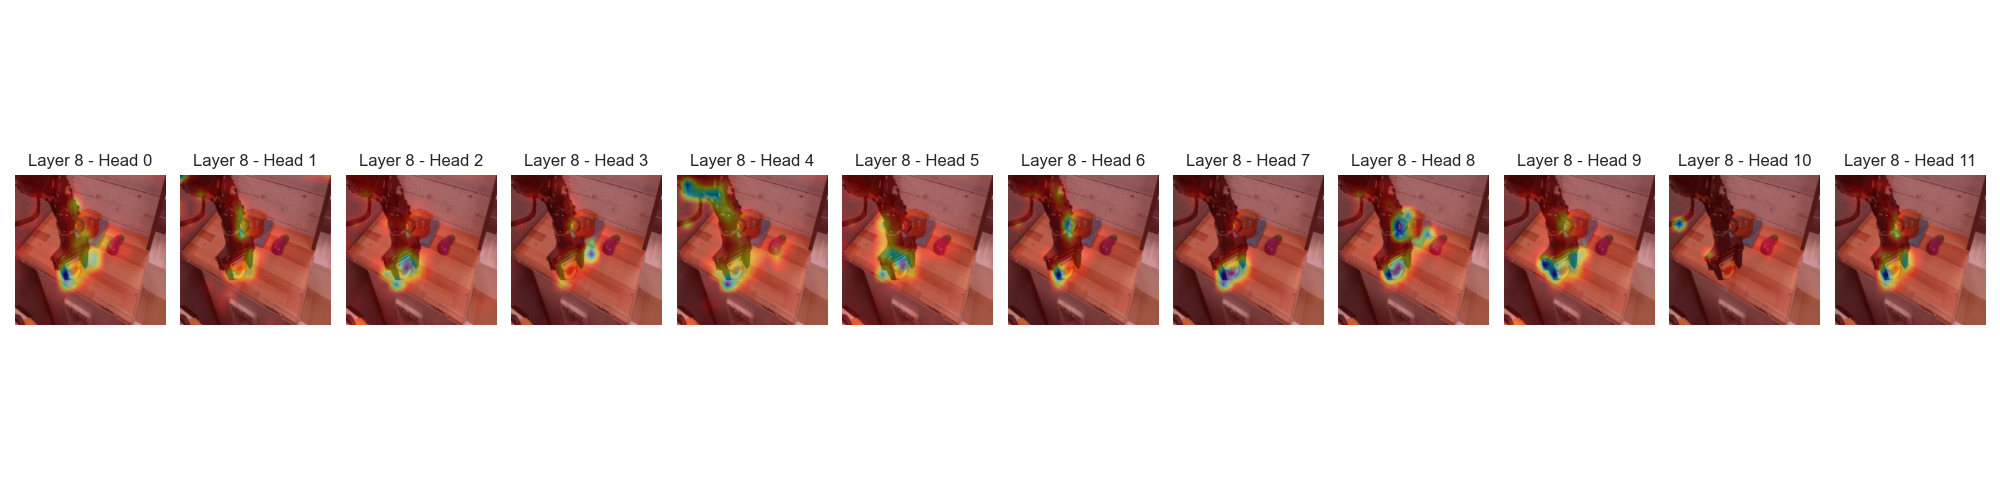 Layer 8 - Head 0
Layer 8 - Head 1
Layer 8 - Head 2
Layer 8 - Head 3
Layer 8 - Head 4
Layer 8 - Head 5
Layer 8 - Head 6
Layer 8 - Head 7
Layer 8 - Head 8
Layer 8 - Head 9
Layer 8 - Head 10
Layer 8 - Head 11